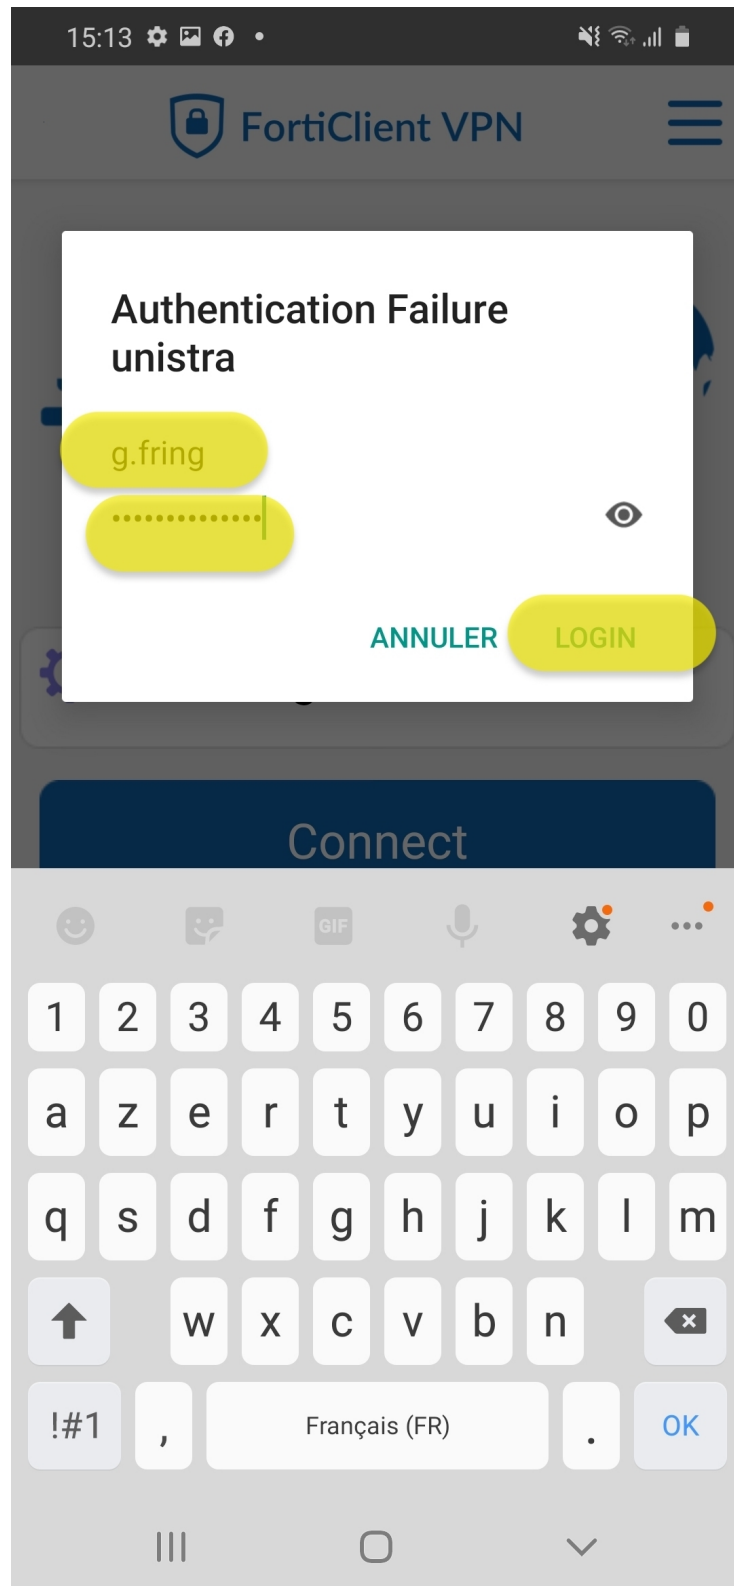 15:13
FortiClient VPN
Authentication Failure
unistra
g.fring
••••••••••••••
ANNULER LOGIN
Connect
GIF
1 2 3 4 5 6 7 8 9 0
a z e r t y u i o p
q s d f g h j k l m
w x c v b n
!#1 , Français (FR) . OK